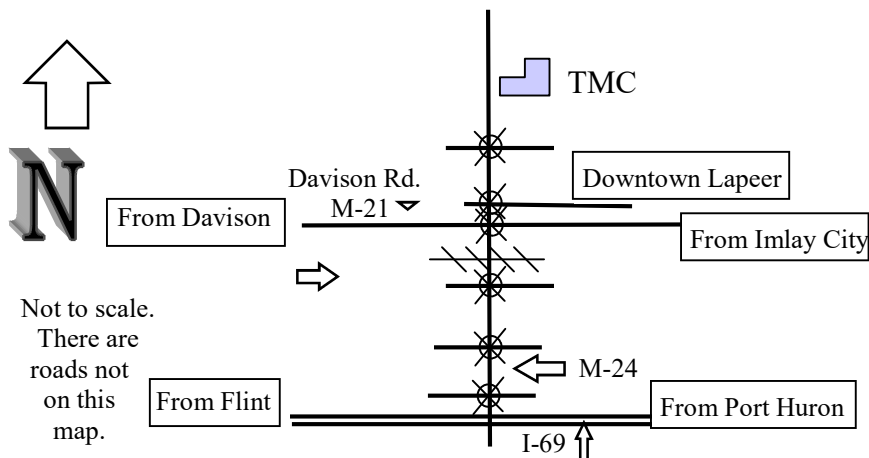 TMC
N
Davison Rd.
M-21
Downtown Lapeer
From Davison
From Imlay City
Not to scale.
There are
roads not
on this
map.
M-24
From Flint
From Port Huron
I-69